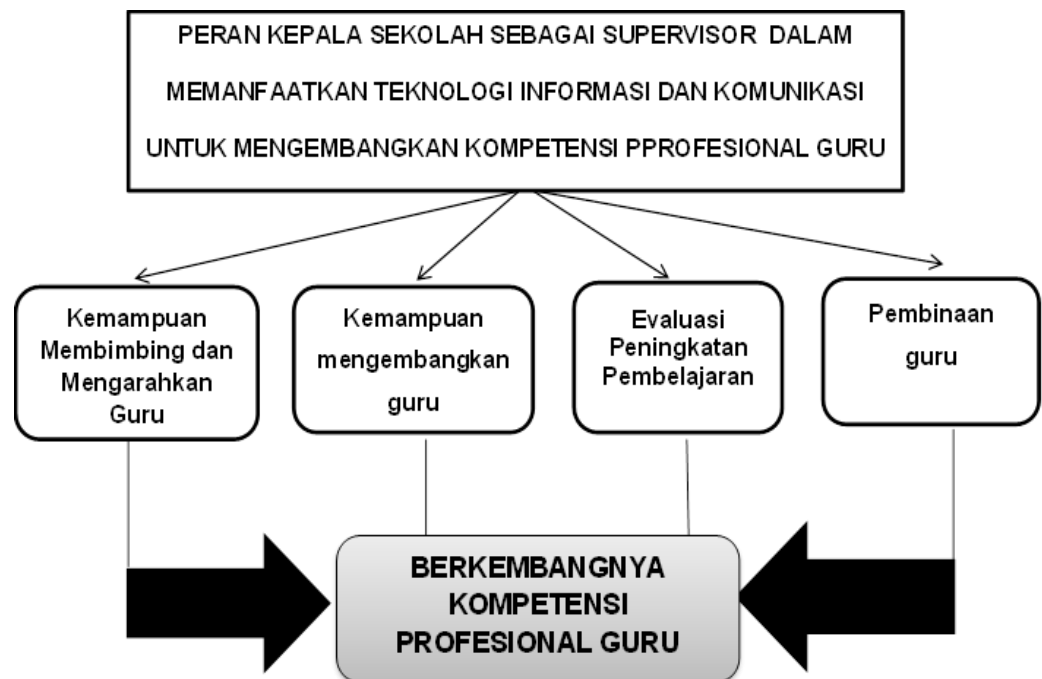 PERAN KEPALA SEKOLAH SEBAGAI SUPERVISOR DALAM
MEMANFAATKAN TEKNOLOGI INFORMASI DAN KOMUNIKASI
UNTUK MENGEMBANGKAN KOMPETENSI PPROFESIONAL GURU
Kemampuan
Membimbing dan
Mengarahkan
Guru
Kemampuan
mengembangkan
guru
Evaluasi
Peningkatan
Pembelajaran
Pembinaan
guru
BERKEMBANGNYA
KOMPETENSI
PROFESIONAL GURU